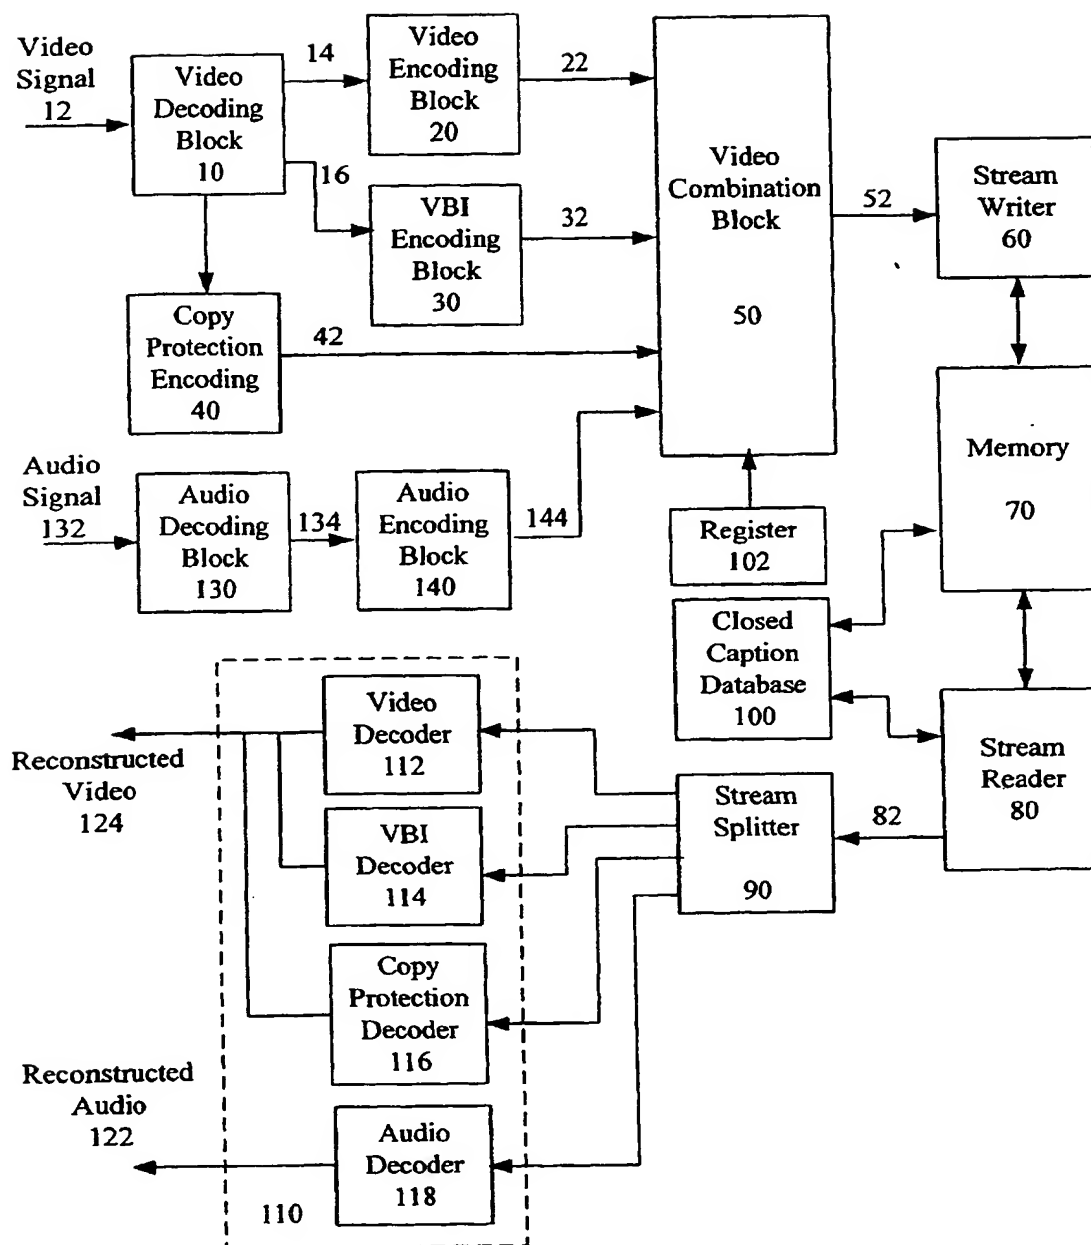 Video
Signal
12
Video
Decoding
Block
10
14
16
Video
Encoding
Block
20
22
VBI
Encoding
Block
30
32
Copy
Protection
Encoding
40
42
Video
Combination
Block
50
52
Stream
Writer
60
Audio
Signal
132
Audio
Decoding
Block
130
134
Audio
Encoding
Block
140
144
Register
102
Memory
70
Closed
Caption
Database
100
Stream
Reader
80
82
Stream
Splitter
90
Video
Decoder
112
VBI
Decoder
114
Copy
Protection
Decoder
116
Audio
Decoder
118
110
Reconstructed
Video
124
Reconstructed
Audio
122